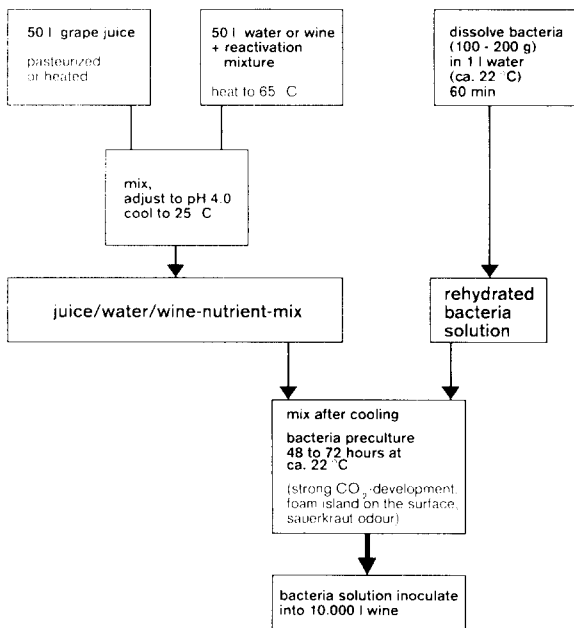 50 l grape juice
pasteurized
or heated
50 l water or wine
+ reactivation
mixture
heat to 65 °C
dissolve bacteria
(100 - 200 g)
in 1 l water
(ca. 22 °C)
60 min
mix,
adjust to pH 4.0
cool to 25 °C
juice/water/wine-nutrient-mix
rehydrated
bacteria
solution
mix after cooling
bacteria preculture
48 to 72 hours at
ca. 22 °C
(strong CO₂-development,
foam island on the surface,
sauerkraut odour)
bacteria solution inoculate
into 10.000 l wine